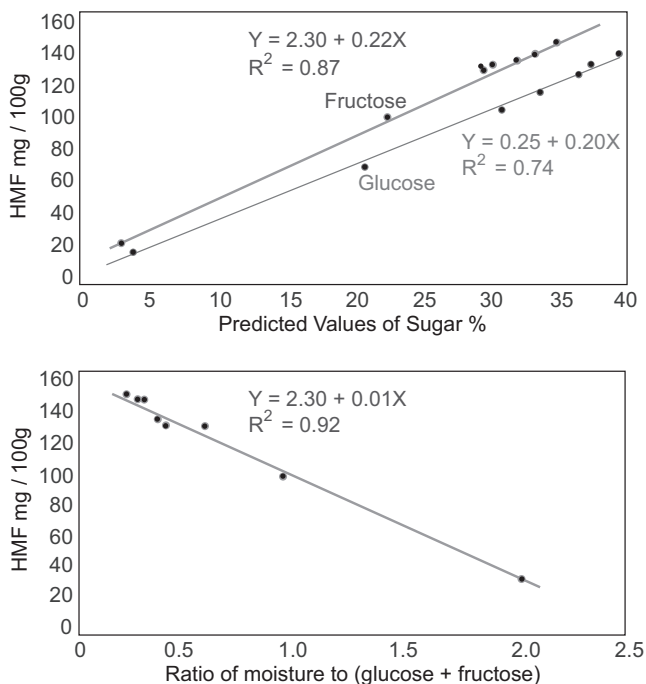 160
140
120
100
80
60
40
20
0
HMF mg / 100g
Y = 2.30 + 0.22X
R² = 0.87
Fructose
Y = 0.25 + 0.20X
R² = 0.74
Glucose
0 5 10 15 20 25 30 35 40
Predicted Values of Sugar %
160
140
120
100
80
60
40
20
0
HMF mg / 100g
Y = 2.30 + 0.01X
R² = 0.92
0 0.5 1.0 1.5 2.0 2.5
Ratio of moisture to (glucose + fructose)